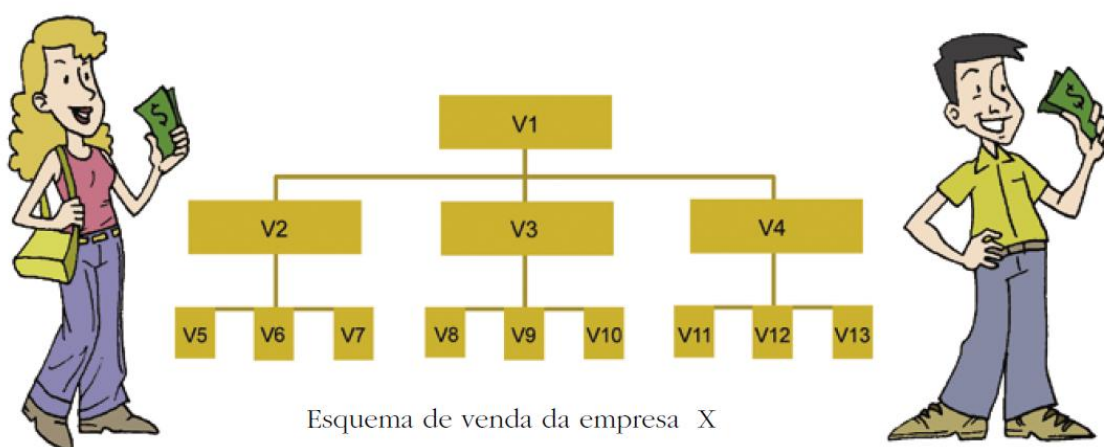 $
$
V1
V2 V3 V4
V5 V6 V7 V8 V9 V10 V11 V12 V13
Esquema de venda da empresa X